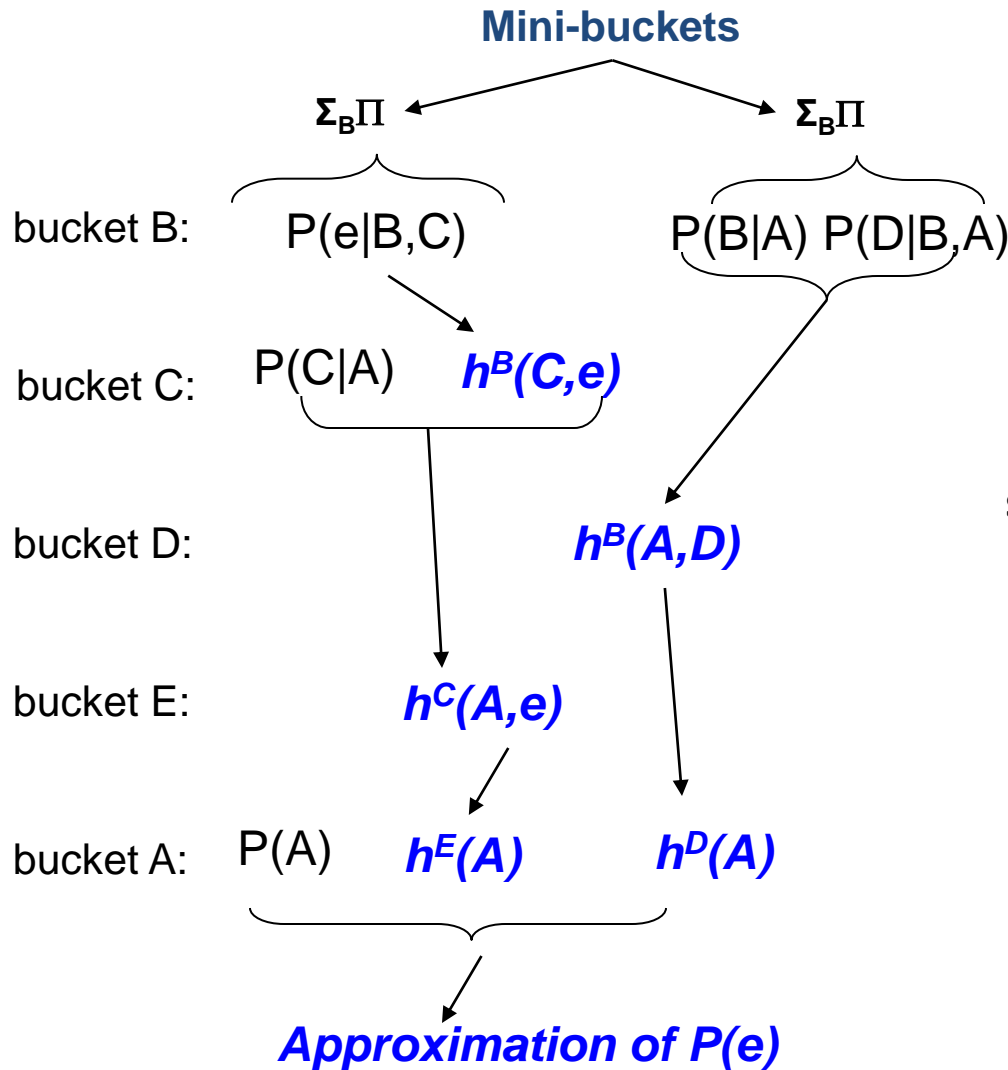 Mini-buckets
Σ_BΠ Σ_BΠ
bucket B: P(e|B,C) P(B|A) P(D|B,A)
bucket C: P(C|A) h^B(C,e)
bucket D: h^B(A,D)
bucket E: h^C(A,e)
bucket A: P(A) h^E(A) h^D(A)
Approximation of P(e)